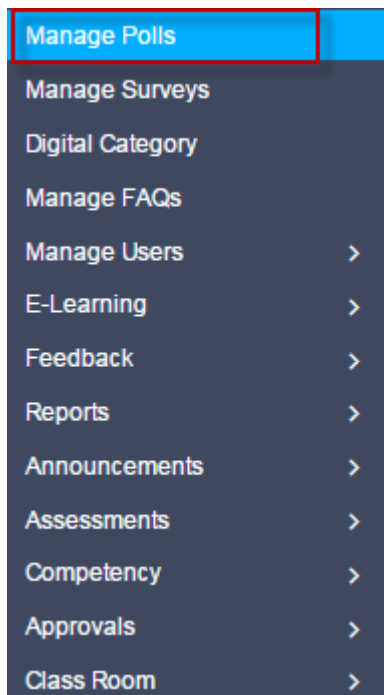 Manage Polls
Manage Surveys
Digital Category
Manage FAQs
Manage Users
E-Learning
Feedback
Reports
Announcements
Assessments
Competency
Approvals
Class Room